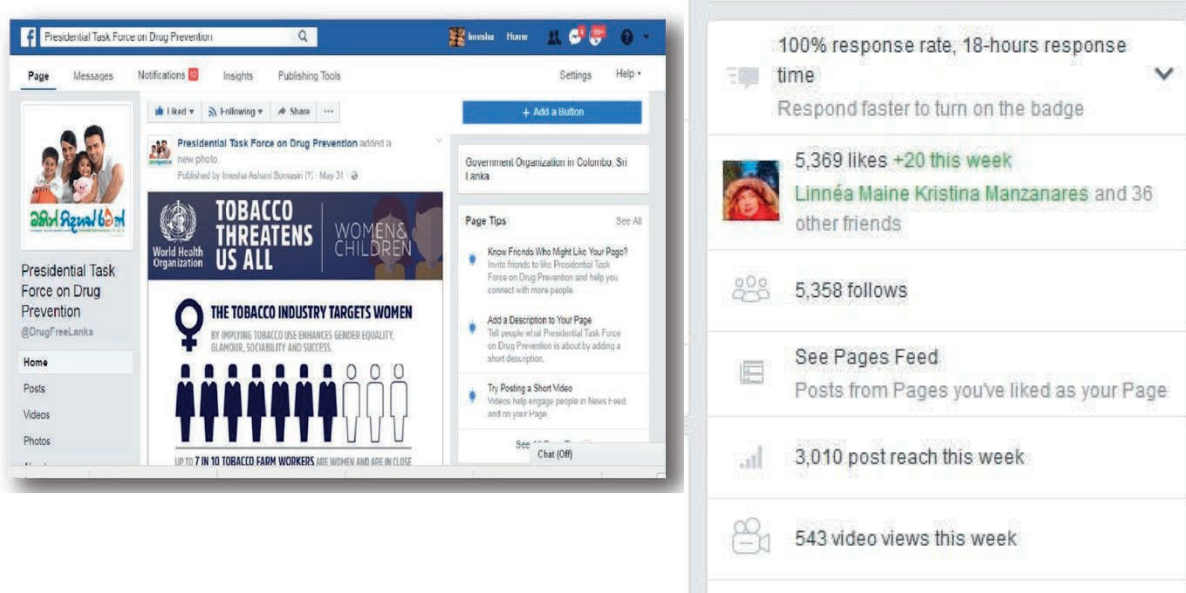 Presidential Task Force on Drug Prevention
Imesha Home
Page Messages Notifications 12 Insights Publishing Tools Settings Help
Liked Following Share ...
+ Add a Button
Presidential Task Force on Drug Prevention added a
new photo.
Published by Imesha Ashani Somasiri [?] · May 31 ·
TOBACCO
THREATENS
US ALL
WOMEN&
CHILDREN
World Health
Organization
THE TOBACCO INDUSTRY TARGETS WOMEN
BY IMPLYING TOBACCO USE ENHANCES GENDER EQUALITY,
GLAMOUR, SOCIABILITY AND SUCCESS.
UP TO 7 IN 10 TOBACCO FARM WORKERS ARE WOMEN AND ARE IN CLOSE
Presidential Task
Force on Drug
Prevention
@DrugFreeLanka
Home
Posts
Videos
Photos
Government Organization in Colombo, Sri
Lanka
Page Tips See All
Know Friends Who Might Like Your Page?
Invite friends to like Presidential Task
Force on Drug Prevention and help you
connect with more people.
Add a Description to Your Page
Tell people what Presidential Task Force
on Drug Prevention is about by adding a
short description.
Try Posting a Short Video
Videos help engage people in News Feed
and on your Page.
See
Chat (Off)
100% response rate, 18-hours response
time
Respond faster to turn on the badge
5,369 likes +20 this week
Linnéa Maine Kristina Manzanares and 36
other friends
5,358 follows
See Pages Feed
Posts from Pages you've liked as your Page
3,010 post reach this week
543 video views this week